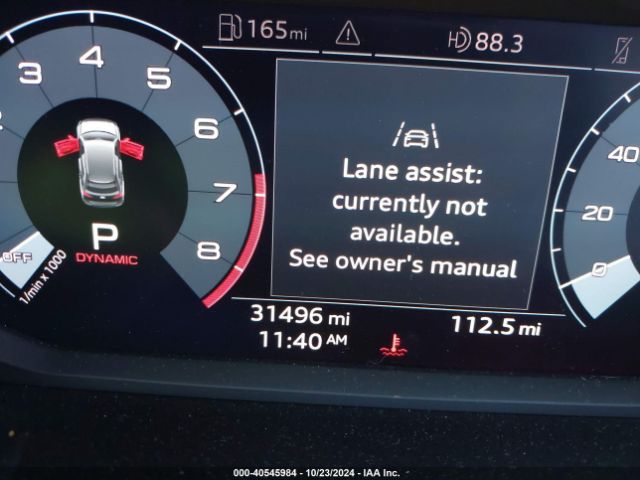 165mi
88.3
3 4 5 6 7 8
OFF
1/min x 1000
P
DYNAMIC
Lane assist:
currently not
available.
See owner's manual
40
20
0
31496 mi
112.5 mi
11:40 AM
000-40545984 - 10/23/2024 - IAA Inc.